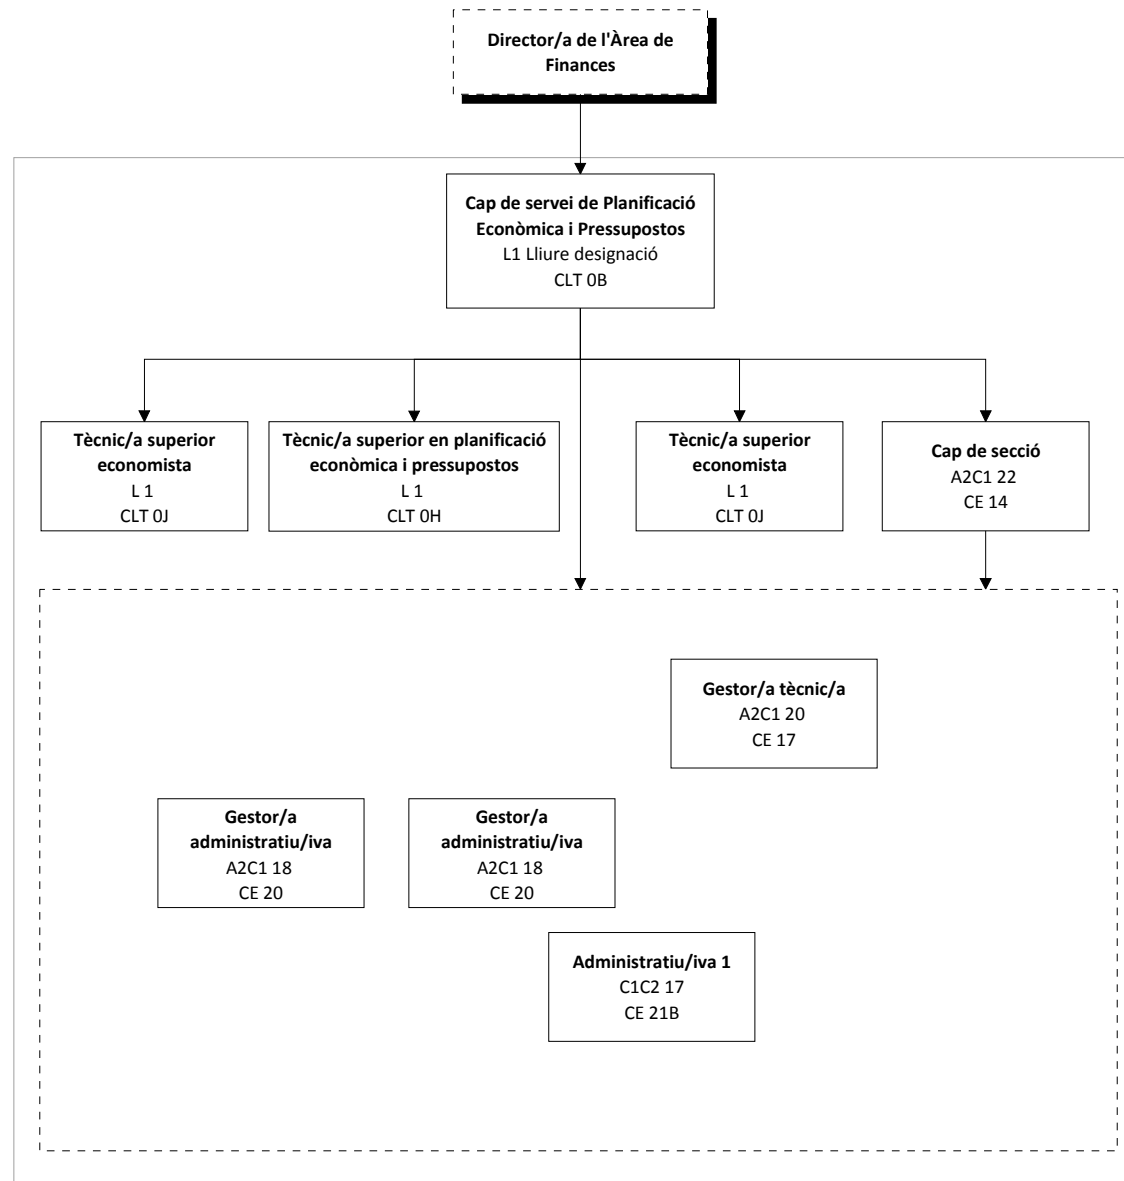 Director/a de l'Àrea de
Finances
Cap de servei de Planificació
Econòmica i Pressupostos
L1 Lliure designació
CLT 0B
Tècnic/a superior
economista
L 1
CLT 0J
Tècnic/a superior en planificació
econòmica i pressupostos
L 1
CLT 0H
Tècnic/a superior
economista
L 1
CLT 0J
Cap de secció
A2C1 22
CE 14
Gestor/a tècnic/a
A2C1 20
CE 17
Gestor/a
administratiu/iva
A2C1 18
CE 20
Gestor/a
administratiu/iva
A2C1 18
CE 20
Administratiu/iva 1
C1C2 17
CE 21B